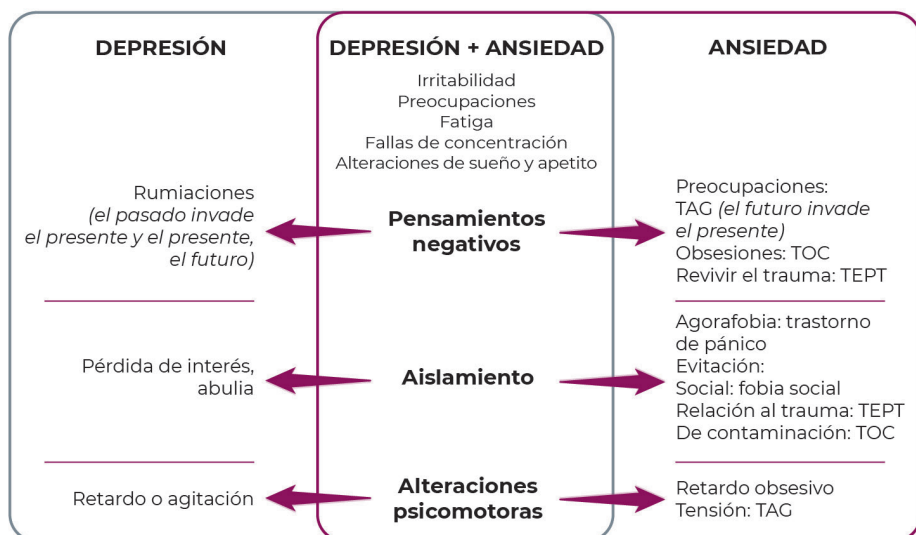 DEPRESIÓN
DEPRESIÓN + ANSIEDAD
ANSIEDAD
Irritabilidad
Preocupaciones
Fatiga
Fallas de concentración
Alteraciones de sueño y apetito
Rumiaciones
(el pasado invade
el presente y el presente,
el futuro)
Pensamientos
negativos
Preocupaciones:
TAG (el futuro invade
el presente)
Obsesiones: TOC
Revivir el trauma: TEPT
Pérdida de interés,
abulia
Aislamiento
Agorafobia: trastorno
de pánico
Evitación:
Social: fobia social
Relación al trauma: TEPT
De contaminación: TOC
Retardo o agitación
Alteraciones
psicomotoras
Retardo obsesivo
Tensión: TAG